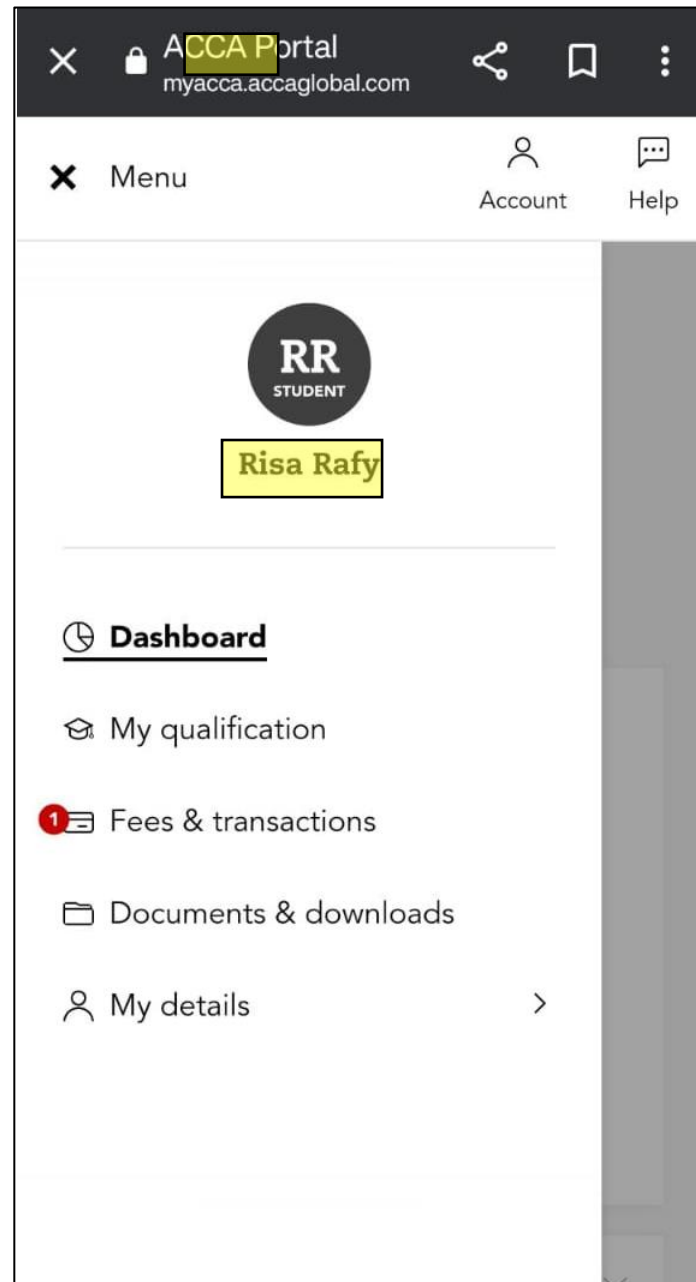 ACCA Portal
myacca.accaglobal.com
Menu
Account
Help
RR
STUDENT
Risa Rafy
Dashboard
My qualification
1
Fees & transactions
Documents & downloads
My details